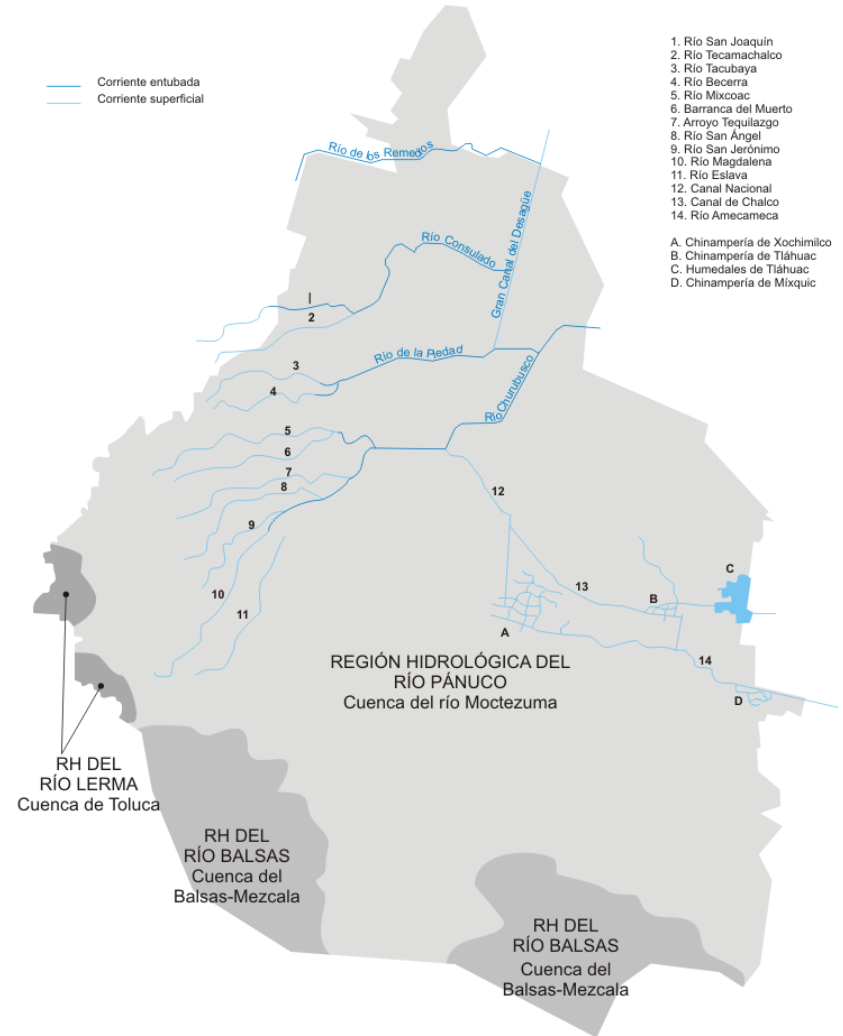 Corriente entubada
Corriente superficial
1. Río San Joaquín
2. Río Tecamachalco
3. Río Tacubaya
4. Río Becerra
5. Río Mixcoac
6. Barranca del Muerto
7. Arroyo Tequilazgo
8. Río San Ángel
9. Río San Jerónimo
10. Río Magdalena
11. Río Eslava
12. Canal Nacional
13. Canal de Chalco
14. Río Amecameca
A. Chinampería de Xochimilco
B. Chinampería de Tláhuac
C. Humedales de Tláhuac
D. Chinampería de Míxquic
Río de los Remedios
Río Consulado
Gran Canal del Desagüe
Río de la Piedad
Río Churubusco
|
2
3
4
5
6
7
8
9
10
11
12
13
14
A
B
C
D
REGIÓN HIDROLÓGICA DEL
RÍO PÁNUCO
Cuenca del río Moctezuma
RH DEL
RÍO LERMA
Cuenca de Toluca
RH DEL
RÍO BALSAS
Cuenca del
Balsas-Mezcala
RH DEL
RÍO BALSAS
Cuenca del
Balsas-Mezcala